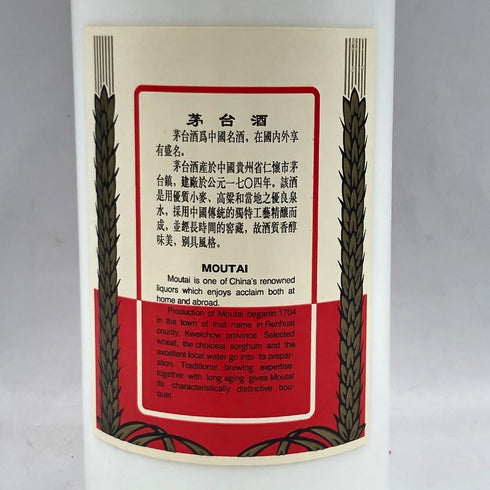 茅台酒
茅台酒爲中國名酒，在國内外享
有盛名。
茅台酒產於中國貴州省仁懷市茅
台鎮，建廠於公元一七〇四年。該酒
是用優質小麥、高粱和當地之優良泉
水，採用中國傳統的獨特工藝精釀而
成，並經長時間的窖藏，故酒質香醇
味美，别具風格。
MOUTAI
Moutai is one of China's renowned
liquors which enjoys acclaim both at
home and abroad.
Production of Moutai beganin 1704
in the town of that name in Renhuai
county, Kweichow province. Selected
wheat, the choicest sorghum and the
excellent local water go into Its prepar-
ation. Traditional brewing expertise
together with long aging gives Moutai
its characteristically distinctive bou-
quet.